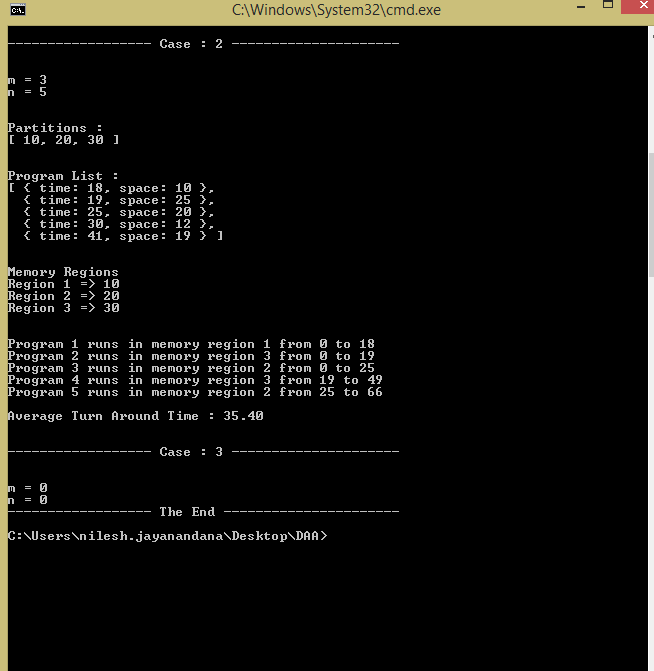 C:\Windows\System32\cmd.exe
------------------ Case : 2 ---------------------
m = 3
n = 5
Partitions :
[ 10, 20, 30 ]
Program List :
[ { time: 18, space: 10 },
{ time: 19, space: 25 },
{ time: 25, space: 20 },
{ time: 30, space: 12 },
{ time: 41, space: 19 } ]
Memory Regions
Region 1 => 10
Region 2 => 20
Region 3 => 30
Program 1 runs in memory region 1 from 0 to 18
Program 2 runs in memory region 3 from 0 to 19
Program 3 runs in memory region 2 from 0 to 25
Program 4 runs in memory region 3 from 19 to 49
Program 5 runs in memory region 2 from 25 to 66
Average Turn Around Time : 35.40
------------------ Case : 3 ---------------------
m = 0
n = 0
------------------ The End ----------------------
C:\Users\nilesh.jayanandana\Desktop\DAA>